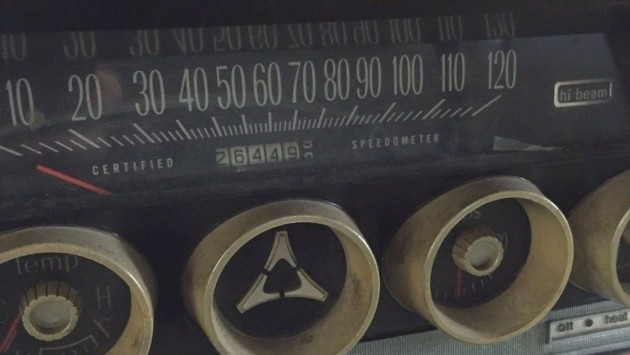 10 20 30 40 50 60 70 80 90 100 110 120
hi beam
CERTIFIED 26449 SPEEDOMETER
Temp
H
off heat